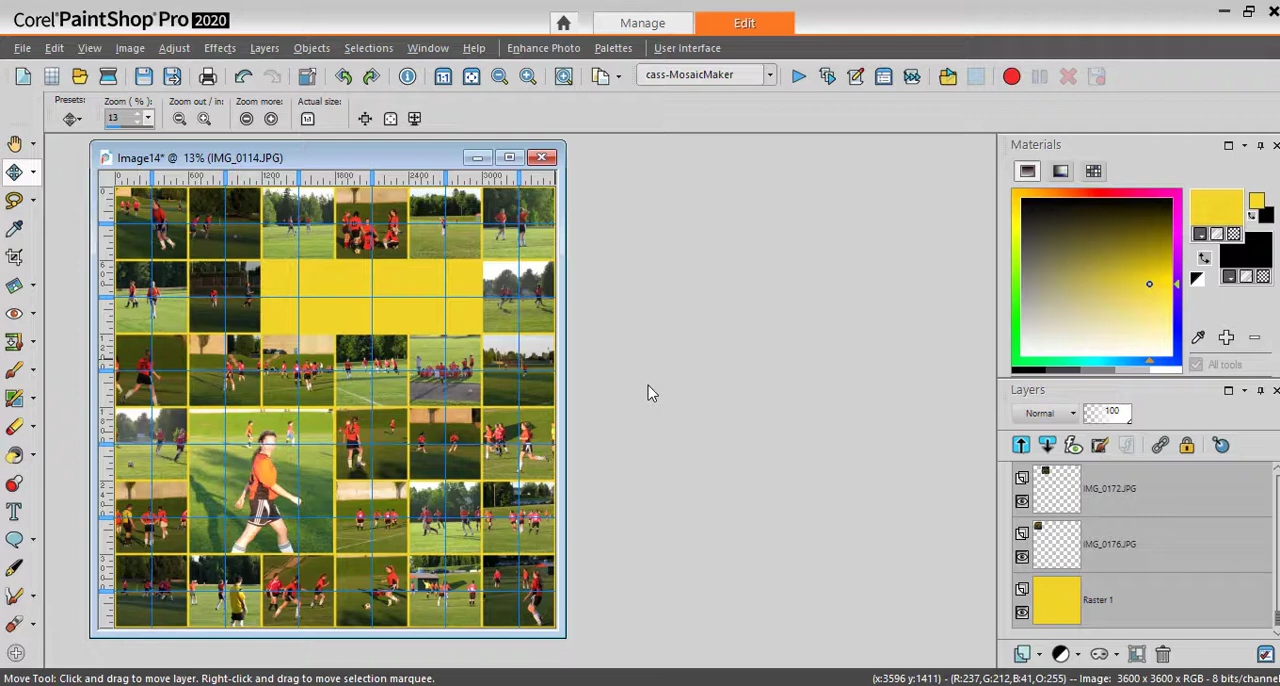 Corel PaintShop Pro 2020
Manage
Edit
File Edit View Image Adjust Effects Layers Objects Selections Window Help Enhance Photo Palettes User Interface
cass-MosaicMaker
Presets: Zoom ( % ): Zoom out / in: Zoom more: Actual size:
13
Image14* @ 13% (IMG_0114.JPG)
0 600 1200 1800 2400 3000
Materials
All tools
Layers
Normal
100
IMG_0172.JPG
IMG_0176.JPG
Raster 1
Move Tool: Click and drag to move layer. Right-click and drag to move selection marquee.
(x:3596 y:1411) - (R:237,G:212,B:41,O:255) -- Image: 3600 x 3600 x RGB - 8 bits/channel